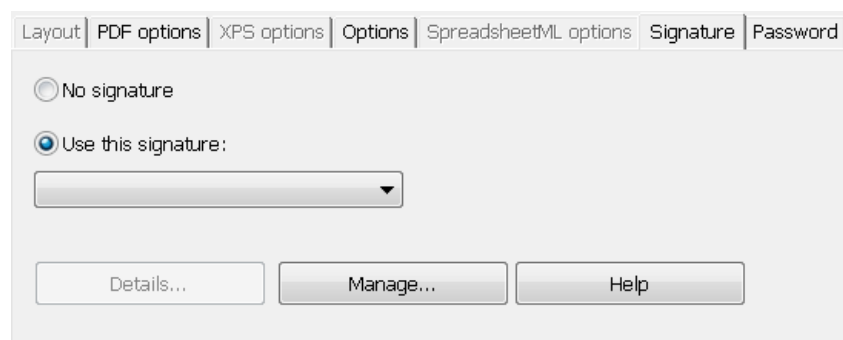 Layout PDF options XPS options Options SpreadsheetML options Signature Password
No signature
Use this signature:
Details... Manage... Help